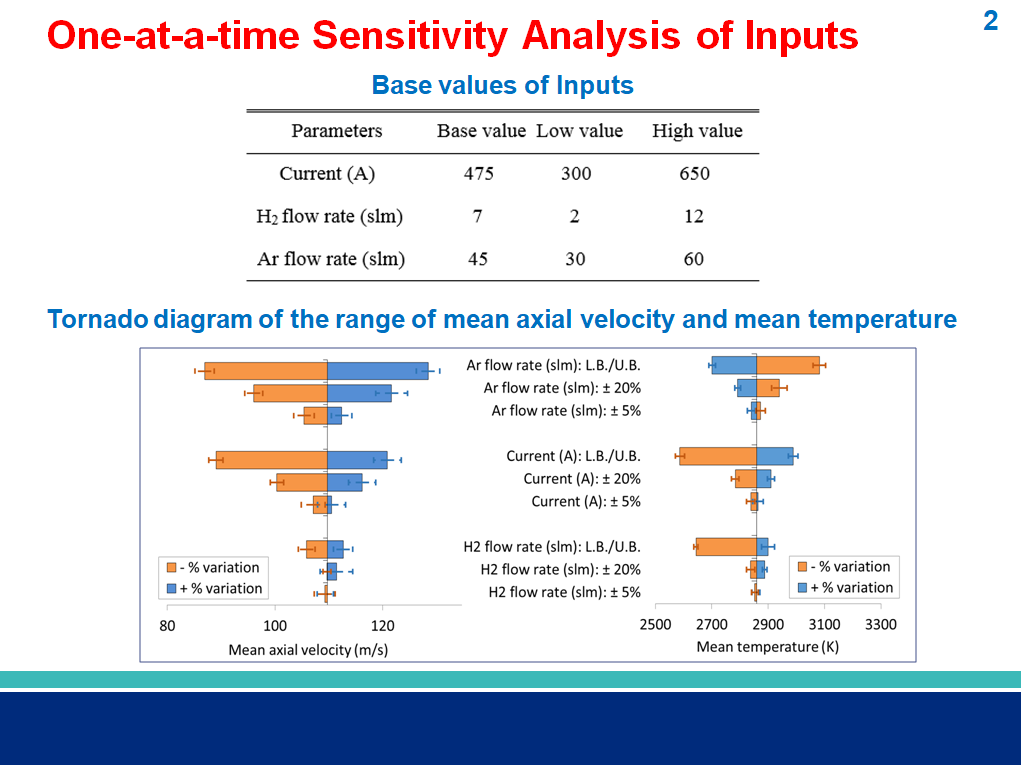 2
One-at-a-time Sensitivity Analysis of Inputs
Base values of Inputs
Parameters Base value Low value High value
Current (A) 475 300 650
H2 flow rate (slm) 7 2 12
Ar flow rate (slm) 45 30 60
Tornado diagram of the range of mean axial velocity and mean temperature
Ar flow rate (slm): L.B./U.B.
Ar flow rate (slm): ± 20%
Ar flow rate (slm): ± 5%
Current (A): L.B./U.B.
Current (A): ± 20%
Current (A): ± 5%
H2 flow rate (slm): L.B./U.B.
H2 flow rate (slm): ± 20%
H2 flow rate (slm): ± 5%
- % variation
+ % variation
80 100 120
Mean axial velocity (m/s)
- % variation
+ % variation
2500 2700 2900 3100 3300
Mean temperature (K)